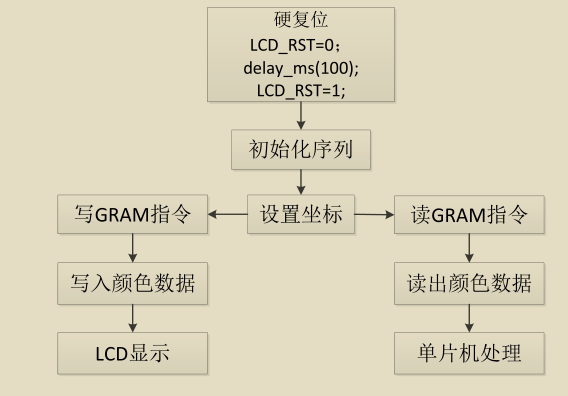 硬复位
LCD_RST=0；
delay_ms(100);
LCD_RST=1;
初始化序列
写GRAM指令
设置坐标
读GRAM指令
写入颜色数据
读出颜色数据
LCD显示
单片机处理